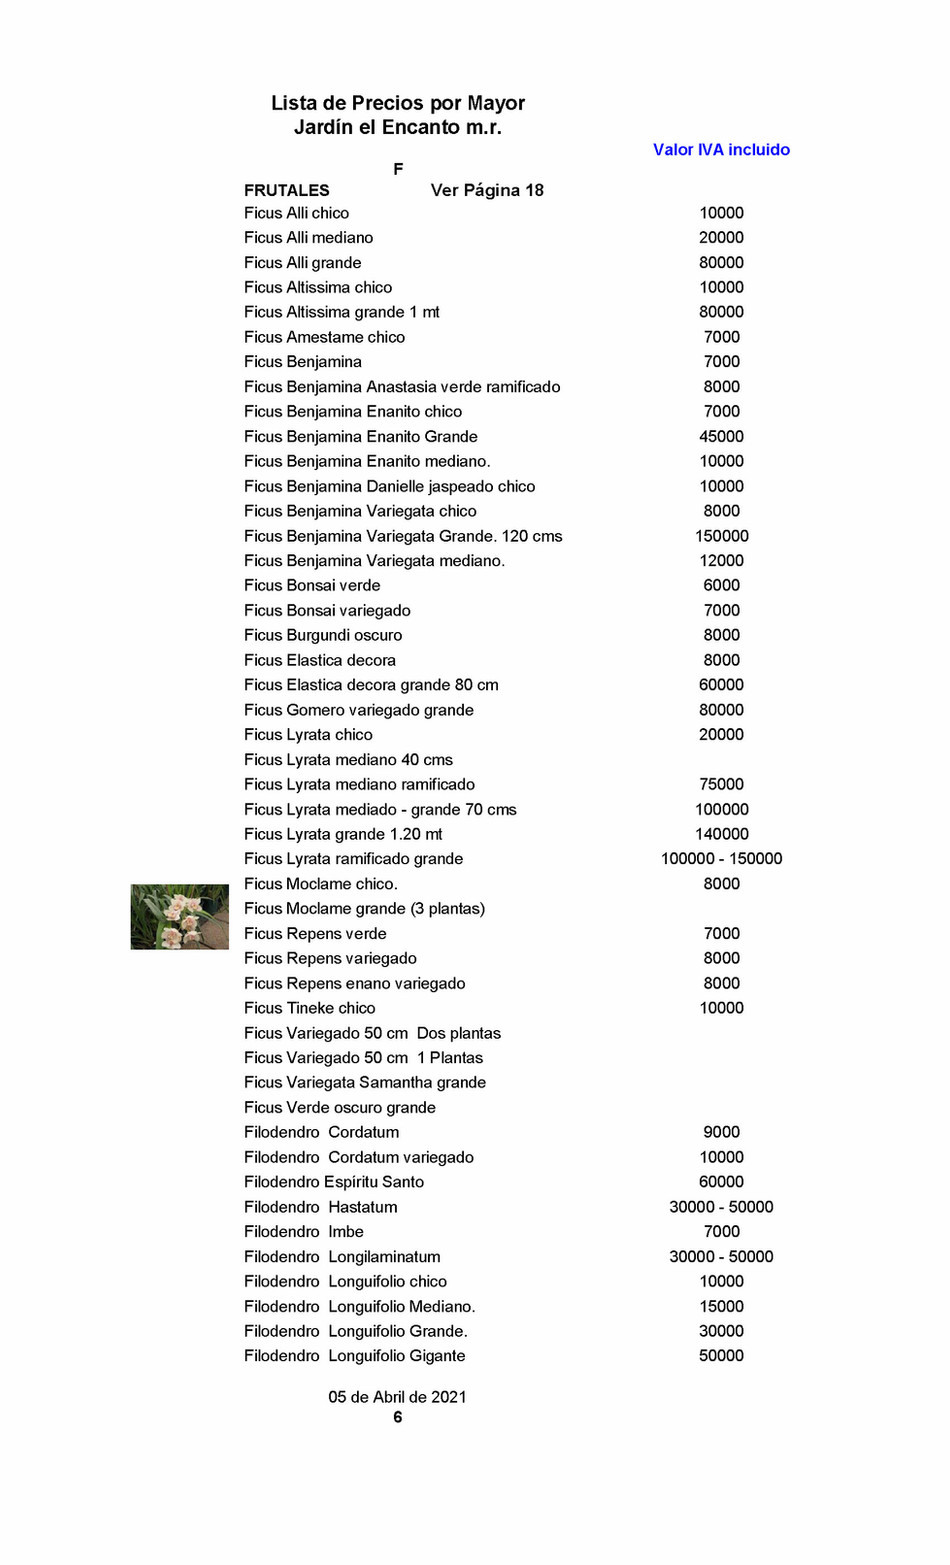 Lista de Precios por Mayor
Jardín el Encanto m.r.
Valor IVA incluido
F
FRUTALES Ver Página 18
Ficus Alli chico 10000
Ficus Alli mediano 20000
Ficus Alli grande 80000
Ficus Altissima chico 10000
Ficus Altissima grande 1 mt 80000
Ficus Amestame chico 7000
Ficus Benjamina 7000
Ficus Benjamina Anastasia verde ramificado 8000
Ficus Benjamina Enanito chico 7000
Ficus Benjamina Enanito Grande 45000
Ficus Benjamina Enanito mediano. 10000
Ficus Benjamina Danielle jaspeado chico 10000
Ficus Benjamina Variegata chico 8000
Ficus Benjamina Variegata Grande. 120 cms 150000
Ficus Benjamina Variegata mediano. 12000
Ficus Bonsai verde 6000
Ficus Bonsai variegado 7000
Ficus Burgundi oscuro 8000
Ficus Elastica decora 8000
Ficus Elastica decora grande 80 cm 60000
Ficus Gomero variegado grande 80000
Ficus Lyrata chico 20000
Ficus Lyrata mediano 40 cms
Ficus Lyrata mediano ramificado 75000
Ficus Lyrata mediado - grande 70 cms 100000
Ficus Lyrata grande 1.20 mt 140000
Ficus Lyrata ramificado grande 100000 - 150000
Ficus Moclame chico. 8000
Ficus Moclame grande (3 plantas)
Ficus Repens verde 7000
Ficus Repens variegado 8000
Ficus Repens enano variegado 8000
Ficus Tineke chico 10000
Ficus Variegado 50 cm Dos plantas
Ficus Variegado 50 cm 1 Plantas
Ficus Variegata Samantha grande
Ficus Verde oscuro grande
Filodendro Cordatum 9000
Filodendro Cordatum variegado 10000
Filodendro Espíritu Santo 60000
Filodendro Hastatum 30000 - 50000
Filodendro Imbe 7000
Filodendro Longilaminatum 30000 - 50000
Filodendro Longuifolio chico 10000
Filodendro Longuifolio Mediano. 15000
Filodendro Longuifolio Grande. 30000
Filodendro Longuifolio Gigante 50000
05 de Abril de 2021
6